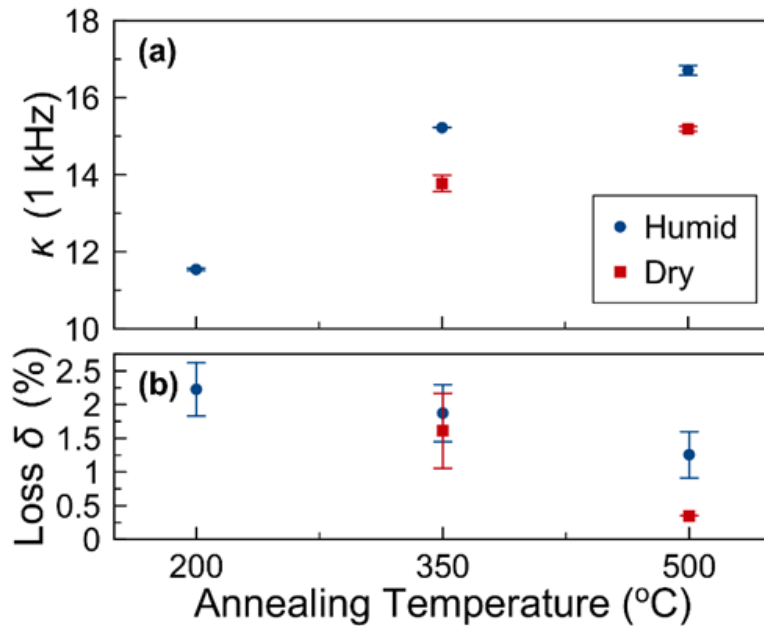 18
(a)
16
κ (1 kHz)
14
Humid
Dry
12
10
Loss δ (%)
2.5
(b)
2
1.5
1
0.5
0
200
350
500
Annealing Temperature (ºC)